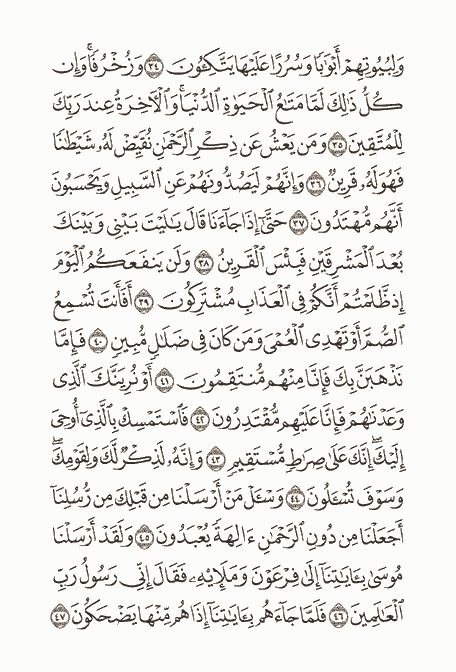 وَلِبُيُوتِهِمْ أَبْوَٰبًا وَسُرُرًا عَلَيْهَا يَتَّكِـُٔونَ ٣٤ وَزُخْرُفًا ۚ وَإِن
كُلُّ ذَٰلِكَ لَمَّا مَتَٰعُ ٱلْحَيَوٰةِ ٱلدُّنْيَا ۚ وَٱلْـَٔاخِرَةُ عِندَ رَبِّكَ
لِلْمُتَّقِينَ ٣٥ وَمَن يَعْشُ عَن ذِكْرِ ٱلرَّحْمَٰنِ نُقَيِّضْ لَهُۥ شَيْطَٰنًا
فَهُوَ لَهُۥ قَرِينٌ ٣٦ وَإِنَّهُمْ لَيَصُدُّونَهُمْ عَنِ ٱلسَّبِيلِ وَيَحْسَبُونَ
أَنَّهُم مُّهْتَدُونَ ٣٧ حَتَّىٰٓ إِذَا جَآءَنَا قَالَ يَٰلَيْتَ بَيْنِى وَبَيْنَكَ
بُعْدَ ٱلْمَشْرِقَيْنِ فَبِئْسَ ٱلْقَرِينُ ٣٨ وَلَن يَنفَعَكُمُ ٱلْيَوْمَ
إِذ ظَّلَمْتُمْ أَنَّكُمْ فِى ٱلْعَذَابِ مُشْتَرِكُونَ ٣٩ أَفَأَنتَ تُسْمِعُ
ٱلصُّمَّ أَوْ تَهْدِى ٱلْعُمْىَ وَمَن كَانَ فِى ضَلَٰلٍ مُّبِينٍ ٤٠ فَإِمَّا
نَذْهَبَنَّ بِكَ فَإِنَّا مِنْهُم مُّنتَقِمُونَ ٤١ أَوْ نُرِيَنَّكَ ٱلَّذِى
وَعَدْنَٰهُمْ فَإِنَّا عَلَيْهِم مُّقْتَدِرُونَ ٤٢ فَٱسْتَمْسِكْ بِٱلَّذِىٓ أُوحِىَ
إِلَيْكَ ۖ إِنَّكَ عَلَىٰ صِرَٰطٍ مُّسْتَقِيمٍ ٤٣ وَإِنَّهُۥ لَذِكْرٌ لَّكَ وَلِقَوْمِكَ ۖ
وَسَوْفَ تُسْـَٔلُونَ ٤٤ وَسْـَٔلْ مَنْ أَرْسَلْنَا مِن قَبْلِكَ مِن رُّسُلِنَآ
أَجَعَلْنَا مِن دُونِ ٱلرَّحْمَٰنِ ءَالِهَةً يُعْبَدُونَ ٤٥ وَلَقَدْ أَرْسَلْنَا
مُوسَىٰ بِـَٔايَٰتِنَآ إِلَىٰ فِرْعَوْنَ وَمَلَإِي۟هِۦ فَقَالَ إِنِّى رَسُولُ رَبِّ
ٱلْعَٰلَمِينَ ٤٦ فَلَمَّا جَآءَهُم بِـَٔايَٰتِنَآ إِذَا هُم مِّنْهَا يَضْحَكُونَ ٤٧